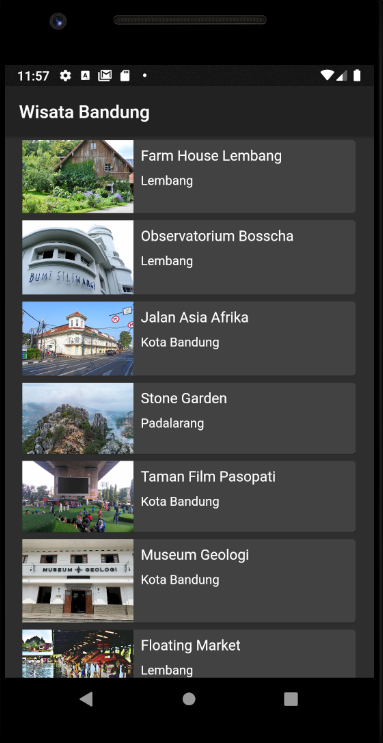 11:57
Wisata Bandung
Farm House Lembang
Lembang
BUMI SILIWANGI
Observatorium Bosscha
Lembang
Jalan Asia Afrika
Kota Bandung
Stone Garden
Padalarang
Taman Film Pasopati
Kota Bandung
MUSEUM GEOLOGI
Museum Geologi
Kota Bandung
Floating Market
Lembang